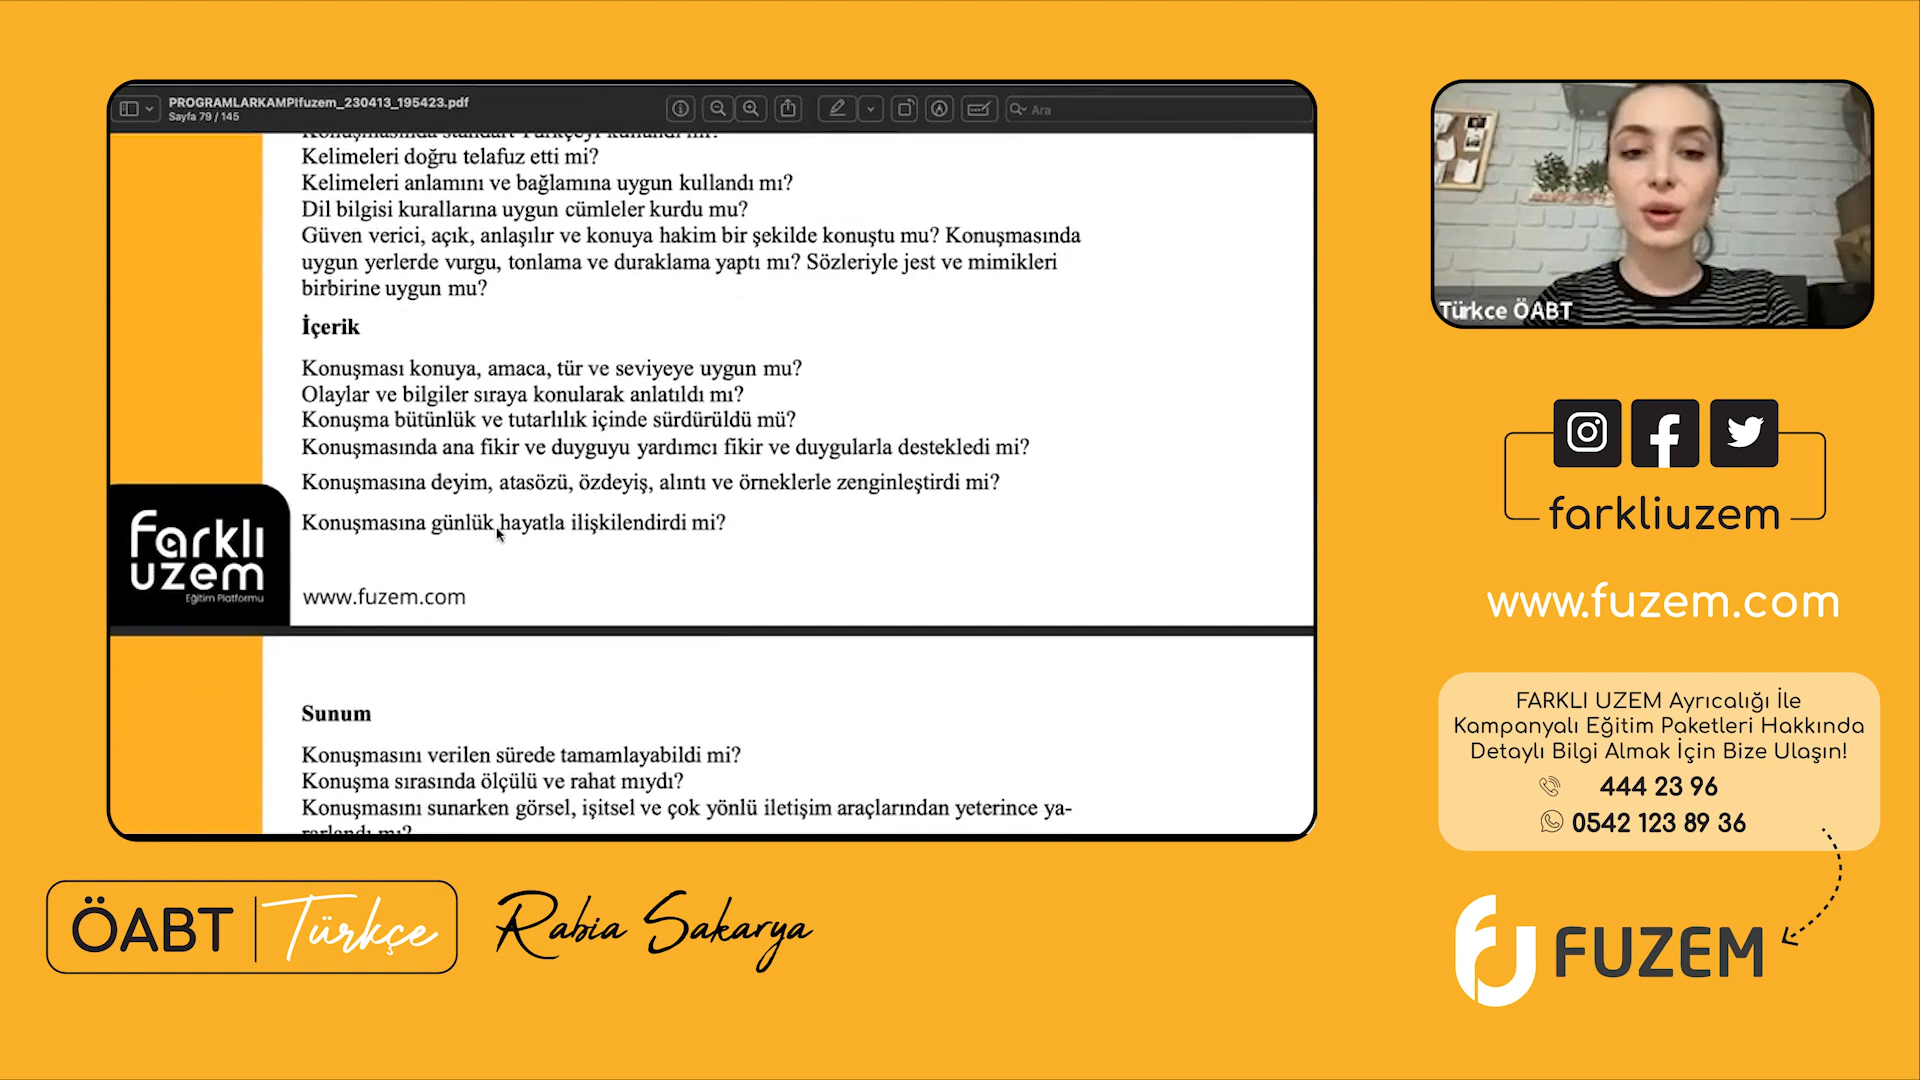 PROGRAMLARKAMPIfuzem_230413_195423.pdf
Sayfa 79 / 145
Ara
Konuşmasında standart Türkçeyi kullandı mı?
Kelimeleri doğru telafuz etti mi?
Kelimeleri anlamını ve bağlamına uygun kullandı mı?
Dil bilgisi kurallarına uygun cümleler kurdu mu?
Güven verici, açık, anlaşılır ve konuya hakim bir şekilde konuştu mu? Konuşmasında
uygun yerlerde vurgu, tonlama ve duraklama yaptı mı? Sözleriyle jest ve mimikleri
birbirine uygun mu?
İçerik
Konuşması konuya, amaca, tür ve seviyeye uygun mu?
Olaylar ve bilgiler sıraya konularak anlatıldı mı?
Konuşma bütünlük ve tutarlılık içinde sürdürüldü mü?
Konuşmasında ana fikir ve duyguyu yardımcı fikir ve duygularla destekledi mi?
Konuşmasına deyim, atasözü, özdeyiş, alıntı ve örneklerle zenginleştirdi mi?
Konuşmasına günlük hayatla ilişkilendirdi mi?
farklı
uzem
Eğitim Platformu
www.fuzem.com
Sunum
Konuşmasını verilen sürede tamamlayabildi mi?
Konuşma sırasında ölçülü ve rahat mıydı?
Konuşmasını sunarken görsel, işitsel ve çok yönlü iletişim araçlarından yeterince ya-
rarlandı mı?
Türkce ÖABT
farkliuzem
www.fuzem.com
FARKLI UZEM Ayrıcalığı İle
Kampanyalı Eğitim Paketleri Hakkında
Detaylı Bilgi Almak İçin Bize Ulaşın!
444 23 96
0542 123 89 36
FUZEM
ÖABT Türkçe
Rabia Sakarya